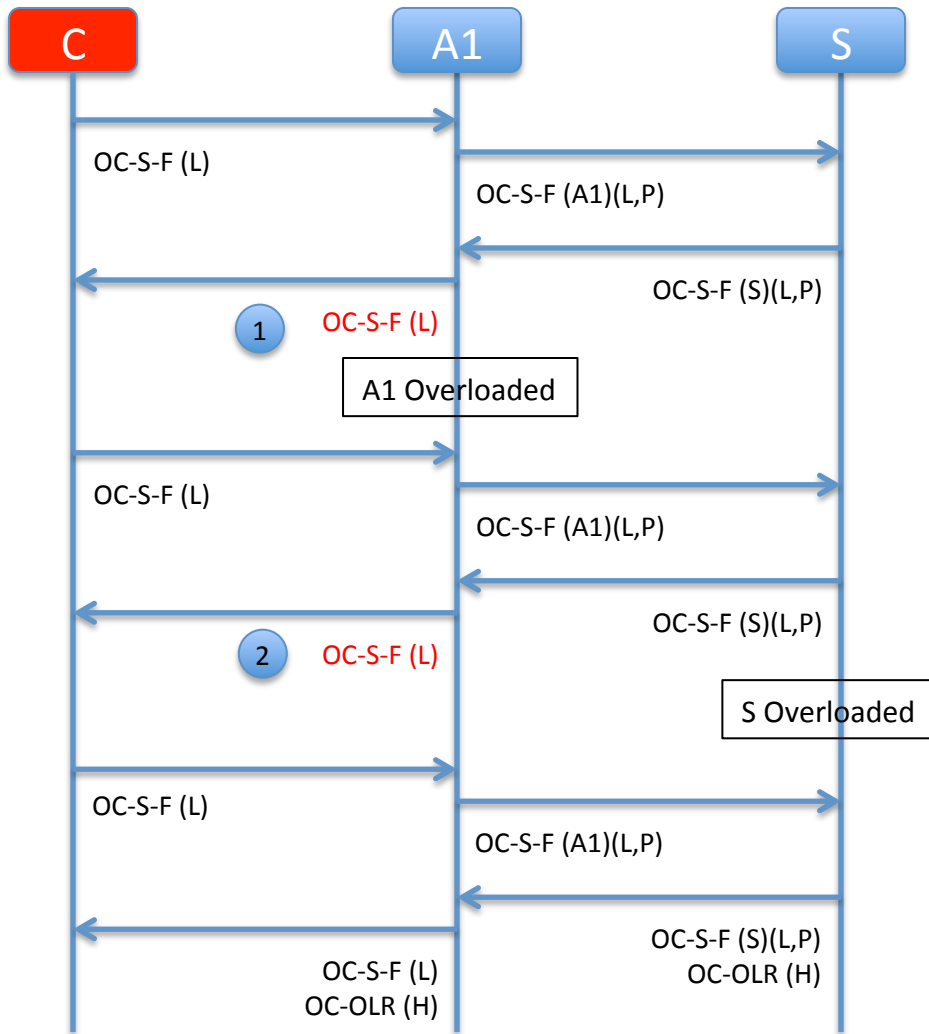 C
A1
S
OC-S-F (L)
OC-S-F (A1)(L,P)
OC-S-F (S)(L,P)
1
OC-S-F (L)
A1 Overloaded
OC-S-F (L)
OC-S-F (A1)(L,P)
OC-S-F (S)(L,P)
2
OC-S-F (L)
S Overloaded
OC-S-F (L)
OC-S-F (A1)(L,P)
OC-S-F (S)(L,P)
OC-OLR (H)
OC-S-F (L)
OC-OLR (H)